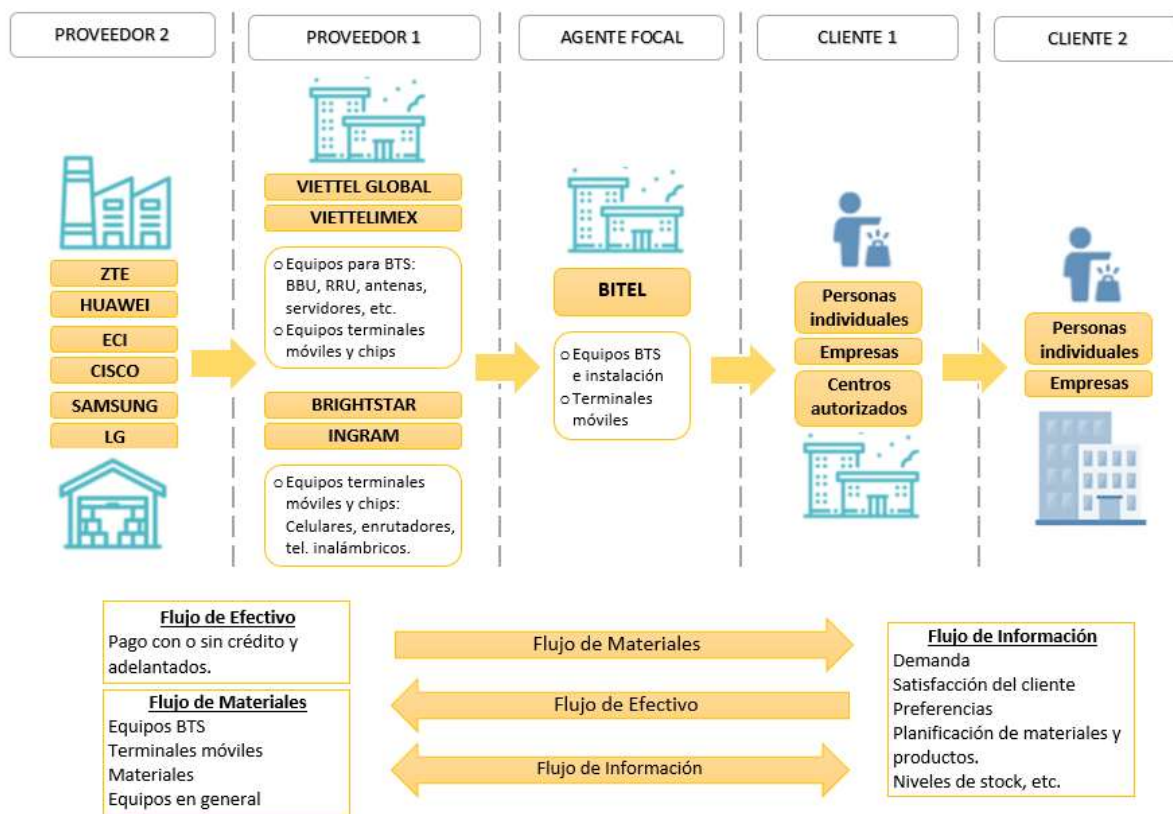 PROVEEDOR 2
PROVEEDOR 1
AGENTE FOCAL
CLIENTE 1
CLIENTE 2
ZTE
HUAWEI
ECI
CISCO
SAMSUNG
LG
VIETTEL GLOBAL
VIETTELIMEX
o Equipos para BTS:
BBU, RRU, antenas,
servidores, etc.
o Equipos terminales
móviles y chips
BRIGHTSTAR
INGRAM
o Equipos terminales
móviles y chips:
Celulares, enrutadores,
tel. inalámbricos.
BITEL
o Equipos BTS
e instalación
o Terminales
móviles
Personas
individuales
Empresas
Centros
autorizados
Personas
individuales
Empresas
Flujo de Efectivo
Pago con o sin crédito y
adelantados.
Flujo de Materiales
Equipos BTS
Terminales móviles
Materiales
Equipos en general
Flujo de Materiales
Flujo de Efectivo
Flujo de Información
Flujo de Información
Demanda
Satisfacción del cliente
Preferencias
Planificación de materiales y
productos.
Niveles de stock, etc.